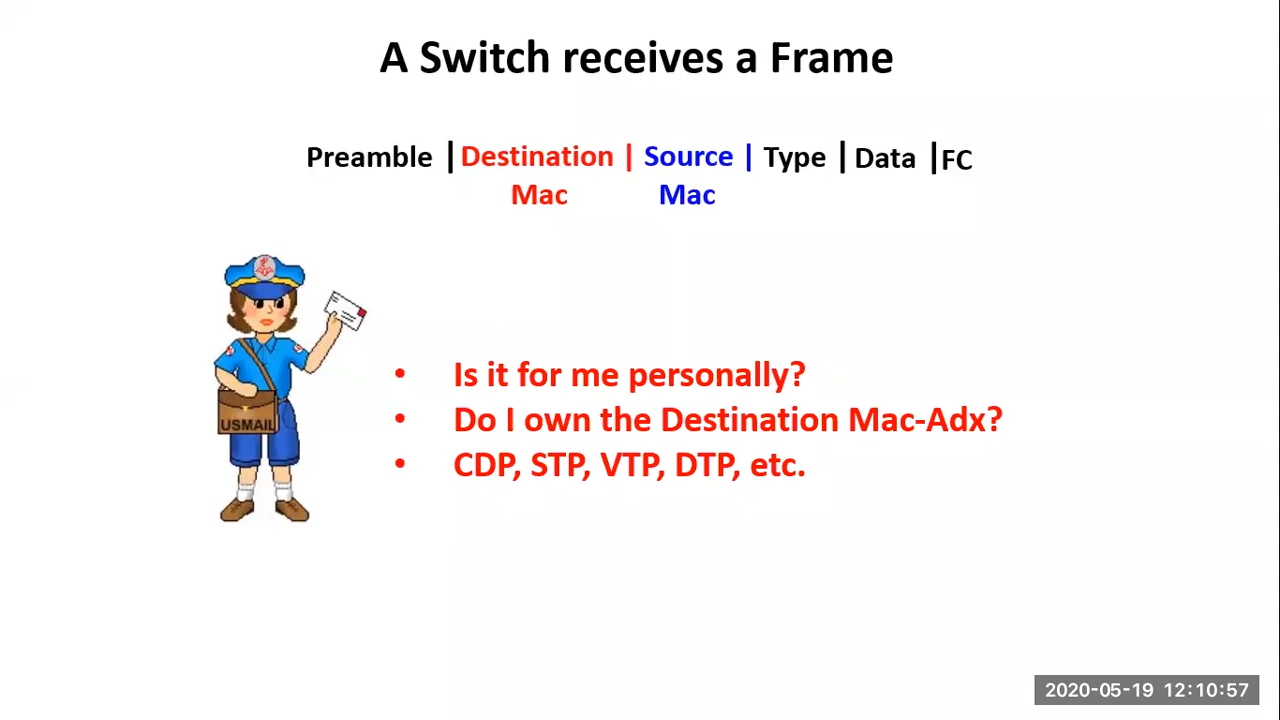 A Switch receives a Frame
Preamble | Destination | Source | Type | Data | FC
Mac Mac
• Is it for me personally?
• Do I own the Destination Mac-Adx?
• CDP, STP, VTP, DTP, etc.
USMAIL
2020-05-19 12:10:57